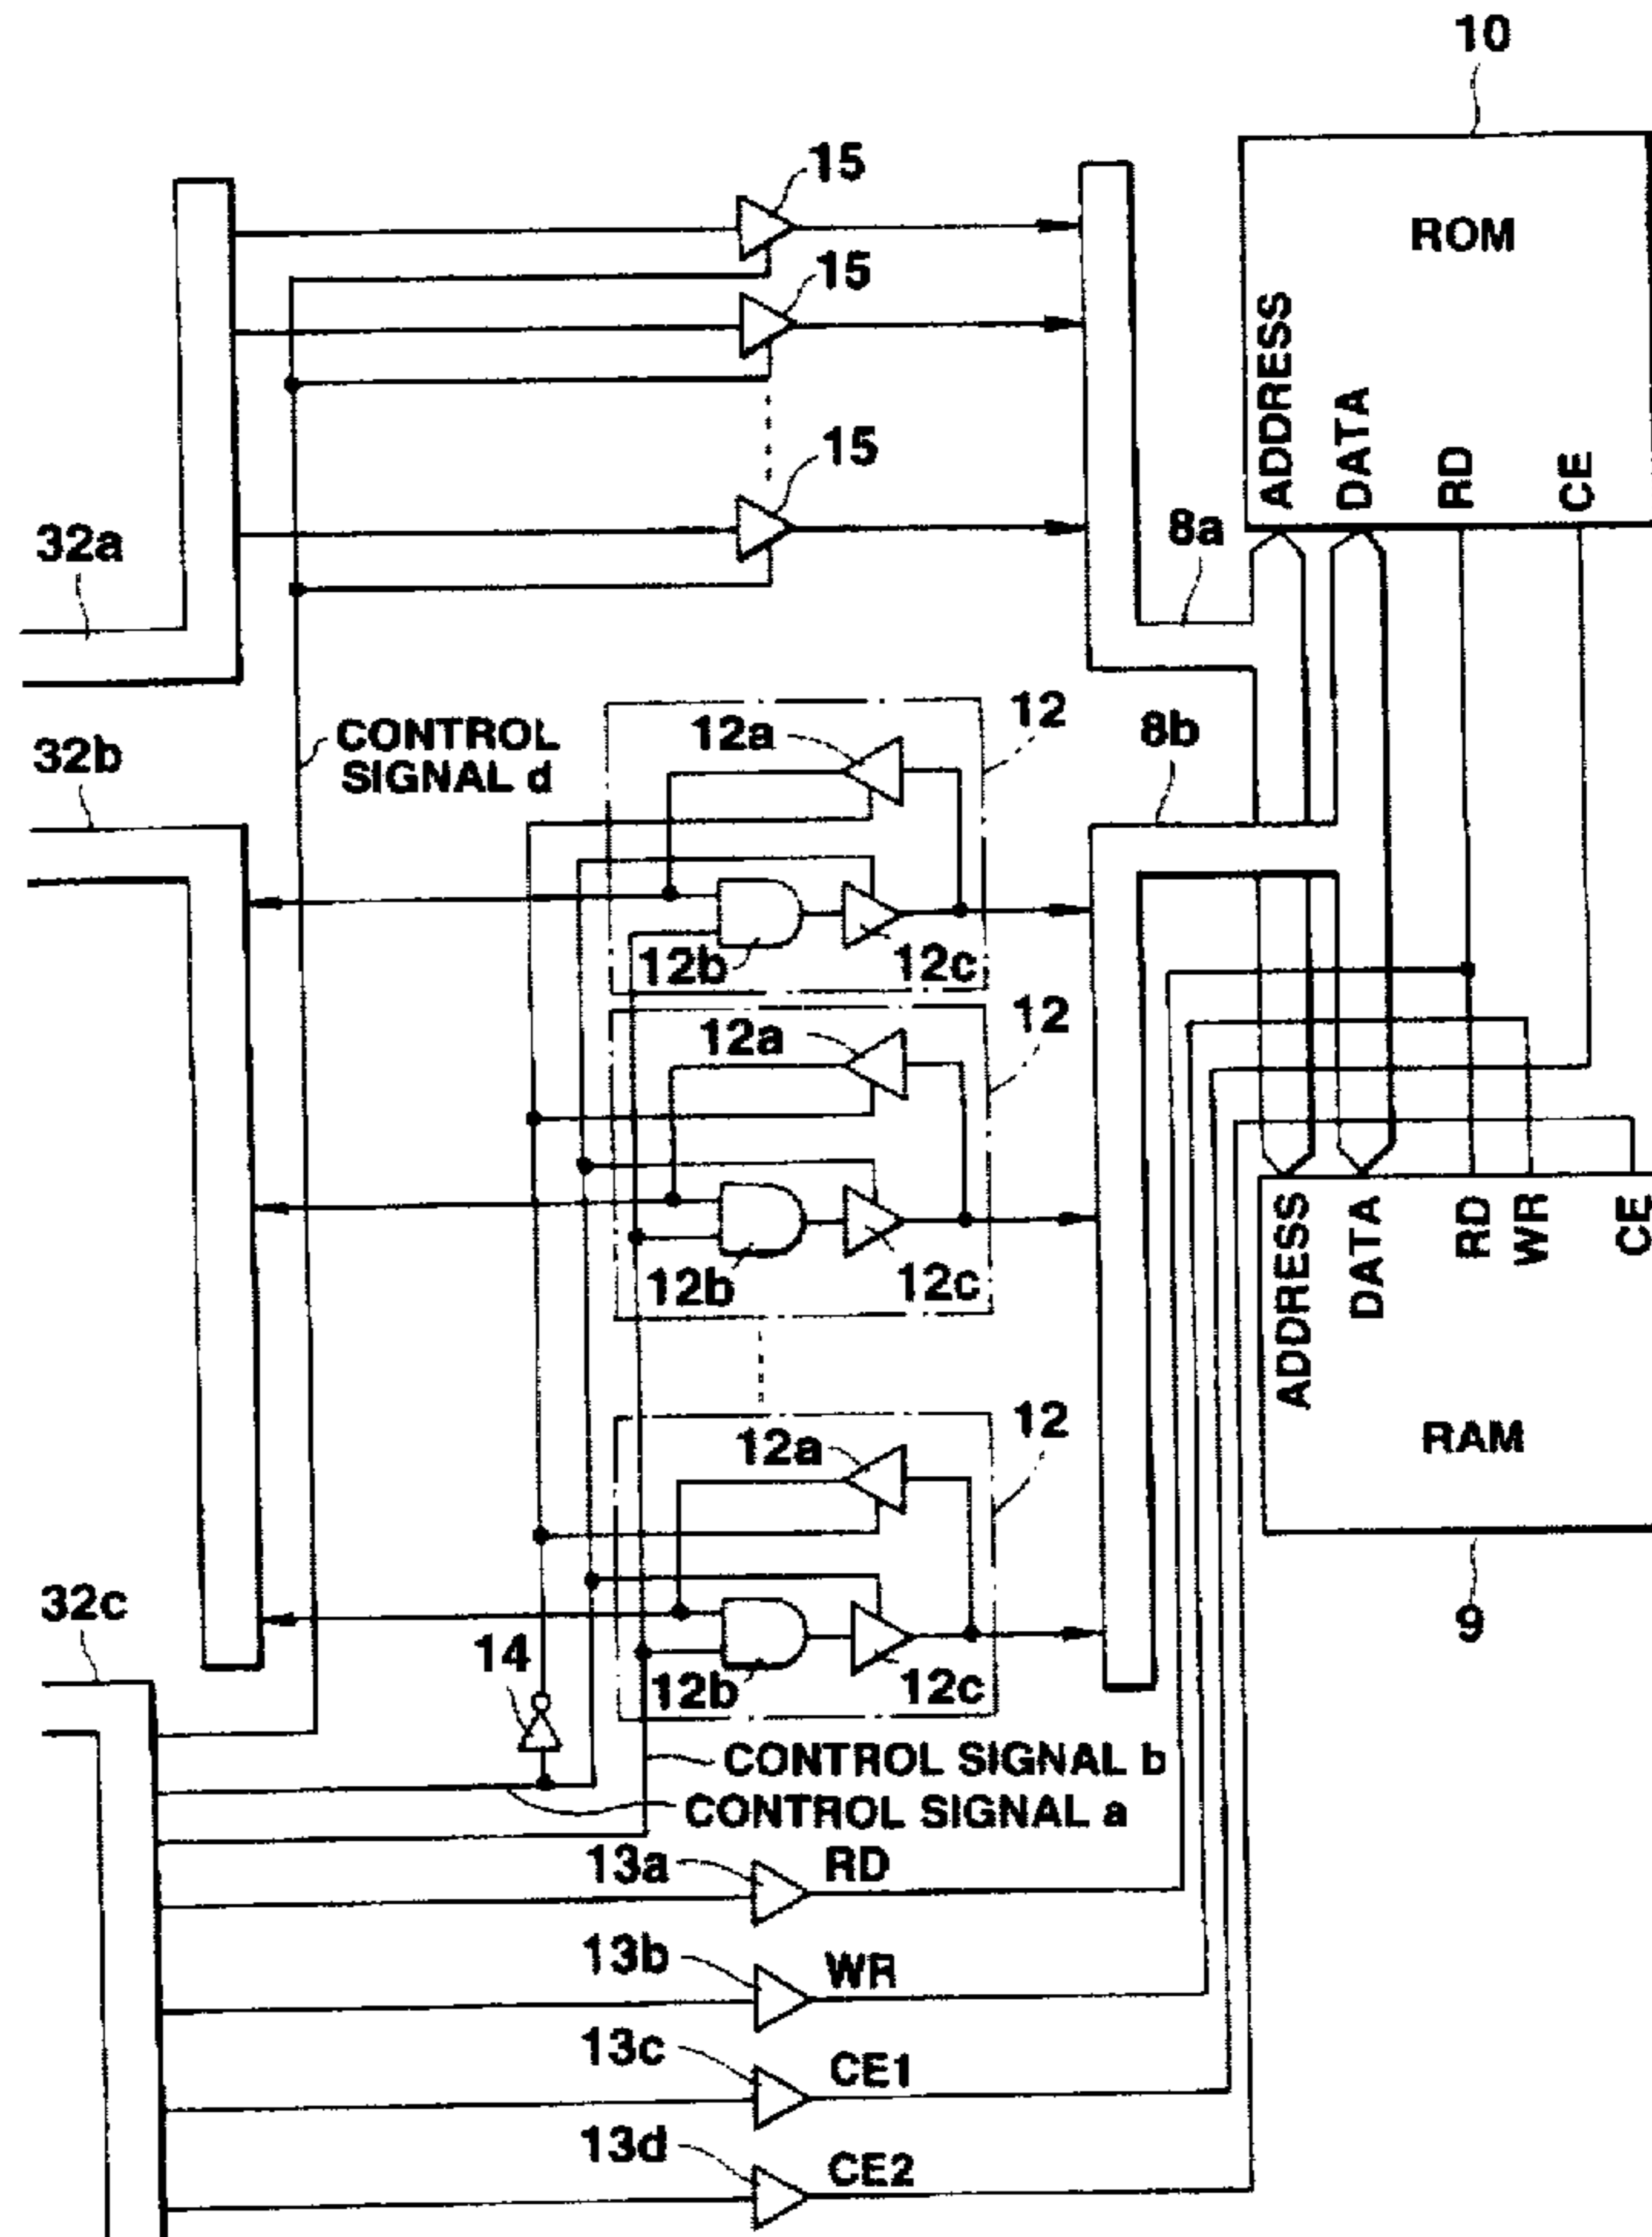 10
15
ROM
15
ADDRESS
DATA
RD
CE
15
32a
8a
CONTROL
SIGNAL d
12a
12
8b
32b
12b
12c
12a
12
12b
12c
ADDRESS
DATA
RD
WR
CE
12a
12
RAM
32c
9
14
12b
12c
CONTROL SIGNAL b
CONTROL SIGNAL a
13a
RD
13b
WR
13c
CE1
13d
CE2